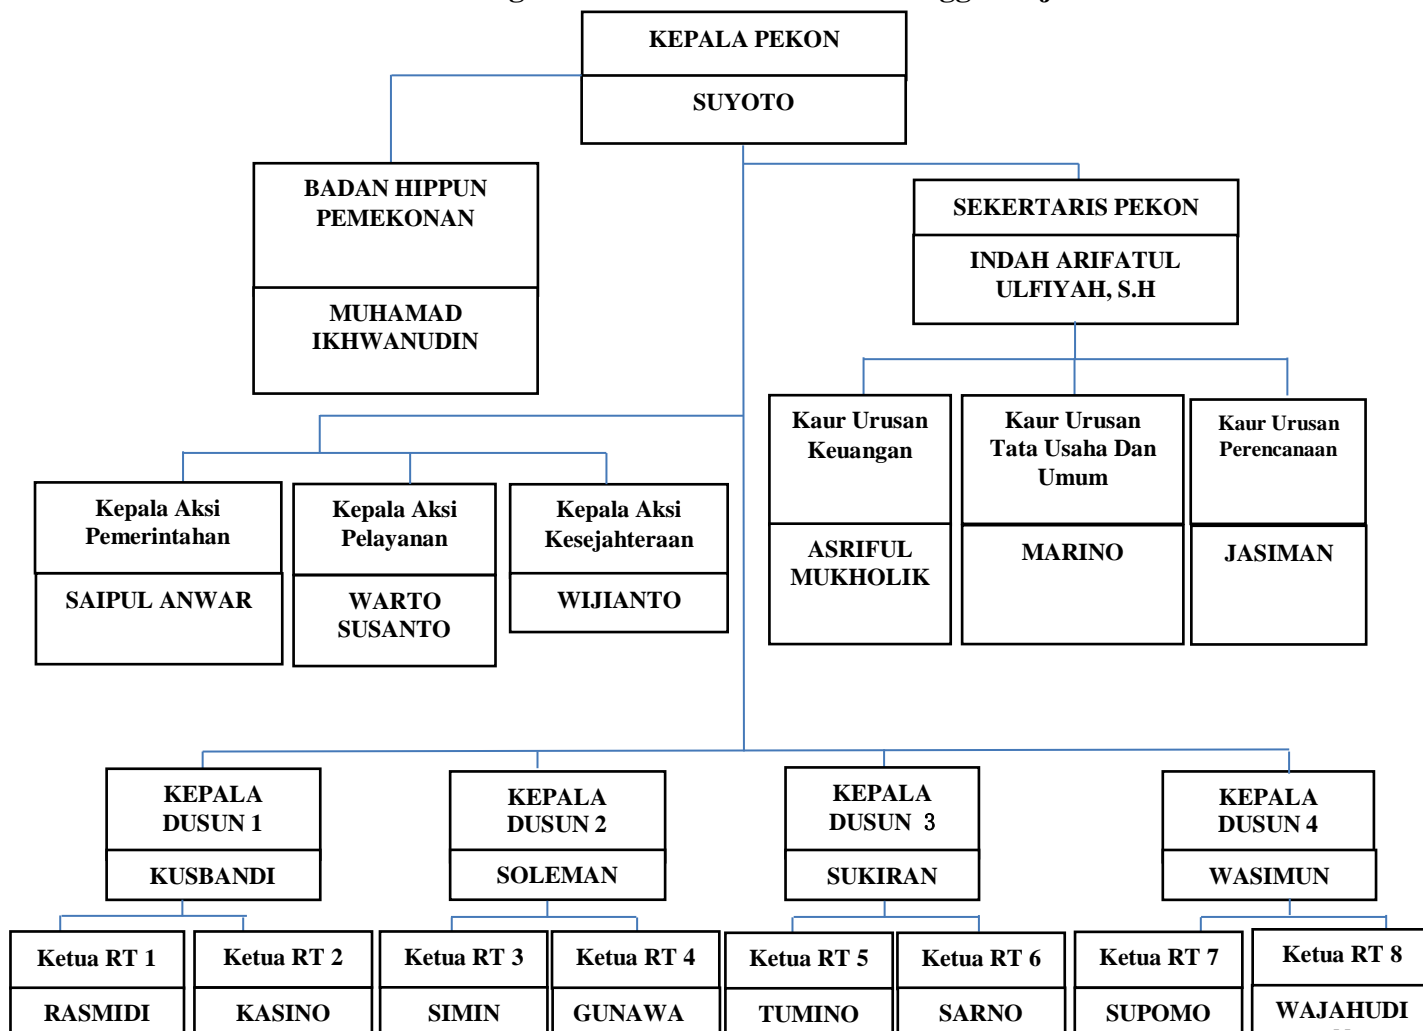 KEPALA PEKON
SUYOTO
BADAN HIPPUN
PEMEKONAN
MUHAMAD
IKHWANUDIN
SEKERTARIS PEKON
INDAH ARIFATUL
ULFIYAH, S.H
Kaur Urusan
Keuangan
ASRIFUL
MUKHOLIK
Kaur Urusan
Tata Usaha Dan
Umum
MARINO
Kaur Urusan
Perencanaan
JASIMAN
Kepala Aksi
Pemerintahan
SAIPUL ANWAR
Kepala Aksi
Pelayanan
WARTO
SUSANTO
Kepala Aksi
Kesejahteraan
WIJIANTO
KEPALA
DUSUN 1
KUSBANDI
KEPALA
DUSUN 2
SOLEMAN
KEPALA
DUSUN 3
SUKIRAN
KEPALA
DUSUN 4
WASIMUN
Ketua RT 1
RASMIDI
Ketua RT 2
KASINO
Ketua RT 3
SIMIN
Ketua RT 4
GUNAWA
Ketua RT 5
TUMINO
Ketua RT 6
SARNO
Ketua RT 7
SUPOMO
Ketua RT 8
WAJAHUDI